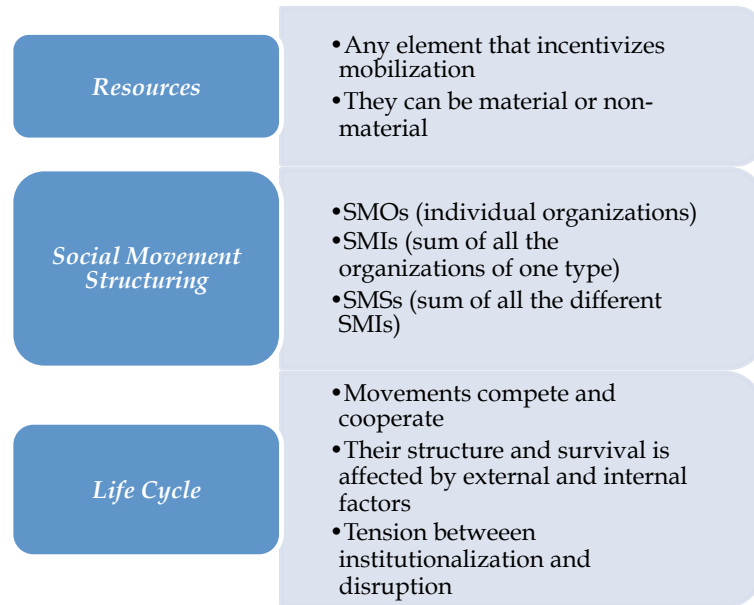 Resources
•Any element that incentivizes
mobilization
•They can be material or non-
material
Social Movement
Structuring
•SMOs (individual organizations)
•SMIs (sum of all the
organizations of one type)
•SMSs (sum of all the different
SMIs)
Life Cycle
•Movements compete and
cooperate
•Their structure and survival is
affected by external and internal
factors
•Tension betweeen
institutionalization and
disruption